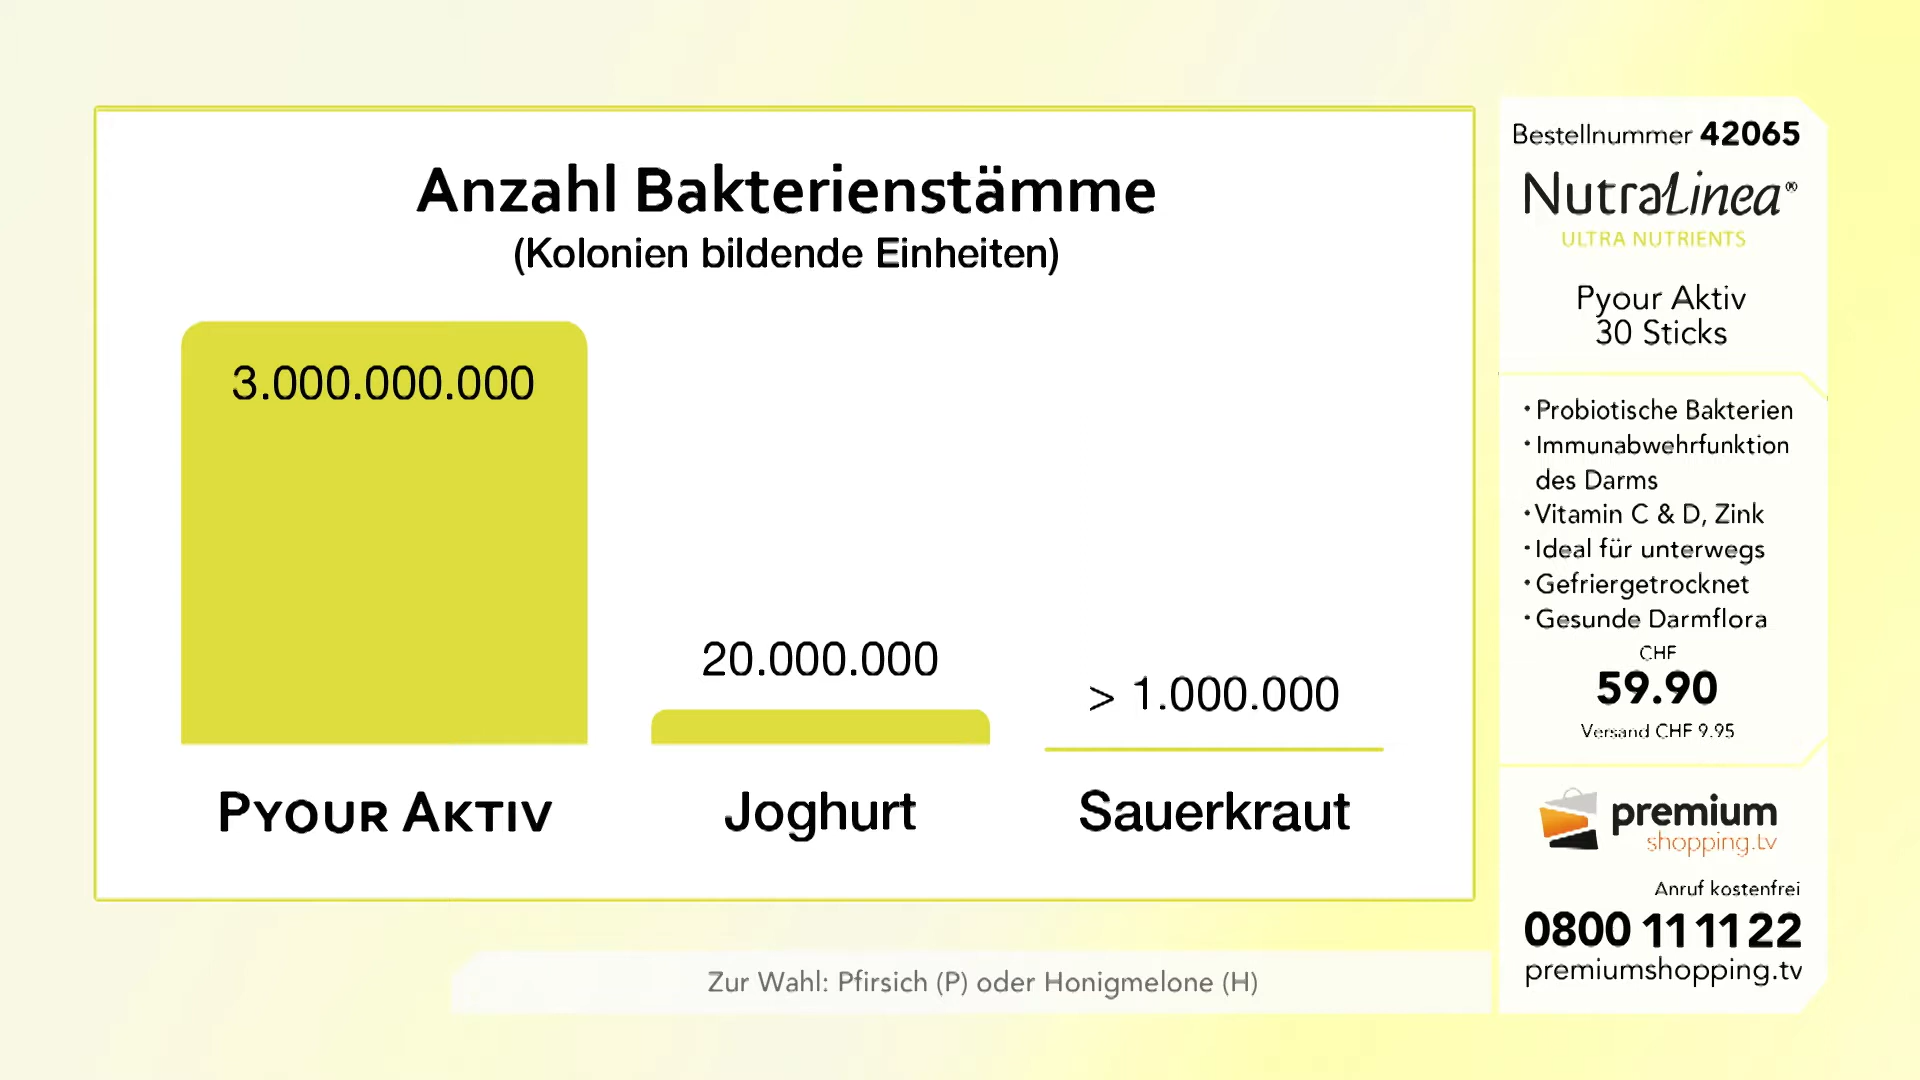 Anzahl Bakterienstämme
(Kolonien bildende Einheiten)
3.000.000.000
20.000.000
> 1.000.000
PYOUR AKTIV
Joghurt
Sauerkraut
Bestellnummer 42065
NutraLinea®
ULTRA NUTRIENTS
Pyour Aktiv
30 Sticks
• Probiotische Bakterien
• Immunabwehrfunktion
des Darms
• Vitamin C & D, Zink
• Ideal für unterwegs
• Gefriergetrocknet
• Gesunde Darmflora
CHF
59.90
Versand CHF 9.95
premium
shopping.tv
Anruf kostenfrei
0800 11 11 22
premiumshopping.tv
Zur Wahl: Pfirsich (P) oder Honigmelone (H)